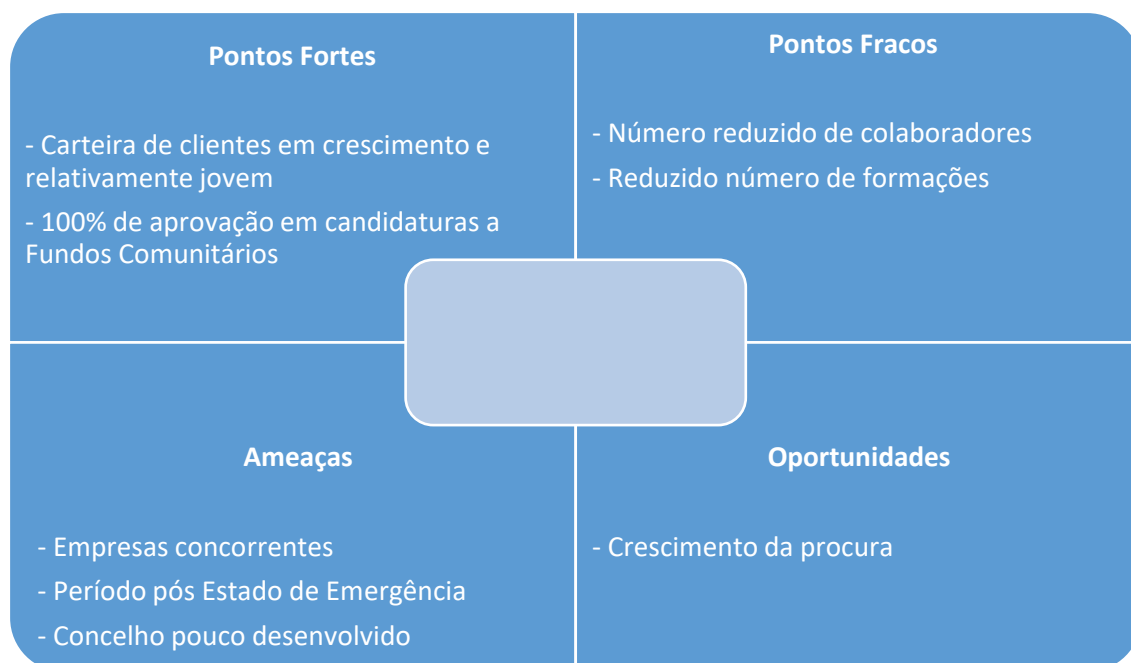 Pontos Fortes
- Carteira de clientes em crescimento e
relativamente jovem
- 100% de aprovação em candidaturas a
Fundos Comunitários
Pontos Fracos
- Número reduzido de colaboradores
- Reduzido número de formações
Ameaças
- Empresas concorrentes
- Período pós Estado de Emergência
- Concelho pouco desenvolvido
Oportunidades
- Crescimento da procura